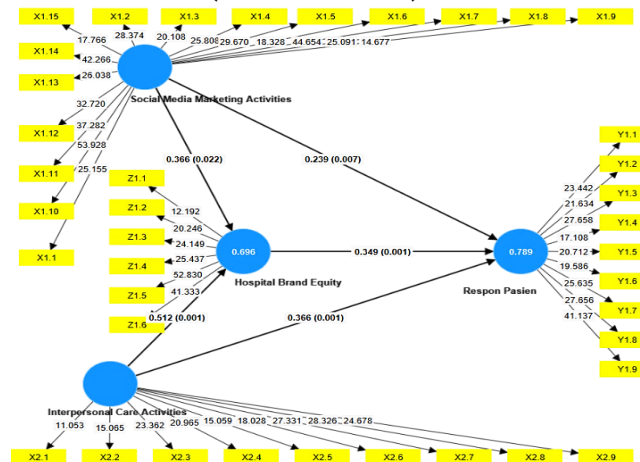 X1.15 X1.2 X1.3 X1.4 X1.5 X1.6 X1.7 X1.8 X1.9
17.766 28.374 20.108 25.808 29.670 18.328 44.654 25.091 14.677
X1.14
42.266
X1.13
26.038
Social Media Marketing Activities
X1.12
32.720
X1.11
37.282
X1.10
53.928
X1.1
25.155
0.366 (0.022)
0.239 (0.007)
Z1.1
12.192
Z1.2
20.246
Z1.3
24.149
Z1.4
25.437
Z1.5
52.830
Z1.6
41.333
0.696
Hospital Brand Equity
0.349 (0.001)
0.512 (0.001)
0.366 (0.001)
0.789
Respon Pasien
Y1.1
23.442
Y1.2
21.634
Y1.3
27.658
Y1.4
17.108
Y1.5
20.712
Y1.6
19.586
Y1.7
25.635
Y1.8
27.656
Y1.9
41.137
Interpersonal Care Activities
11.053 15.065 23.362 20.965 15.059 18.028 27.331 28.326 24.678
X2.1 X2.2 X2.3 X2.4 X2.5 X2.6 X2.7 X2.8 X2.9